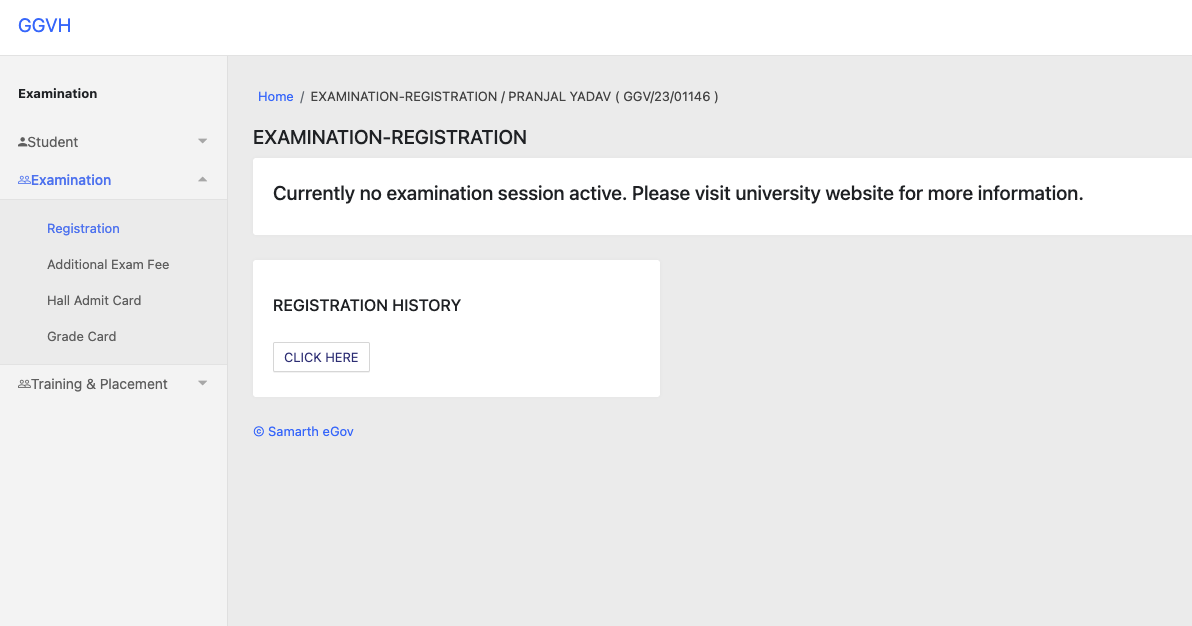 GGVH
Examination
Student
Examination
Registration
Additional Exam Fee
Hall Admit Card
Grade Card
Training & Placement
Home / EXAMINATION-REGISTRATION / PRANJAL YADAV ( GGV/23/01146 )
EXAMINATION-REGISTRATION
Currently no examination session active. Please visit university website for more information.
REGISTRATION HISTORY
CLICK HERE
© Samarth eGov